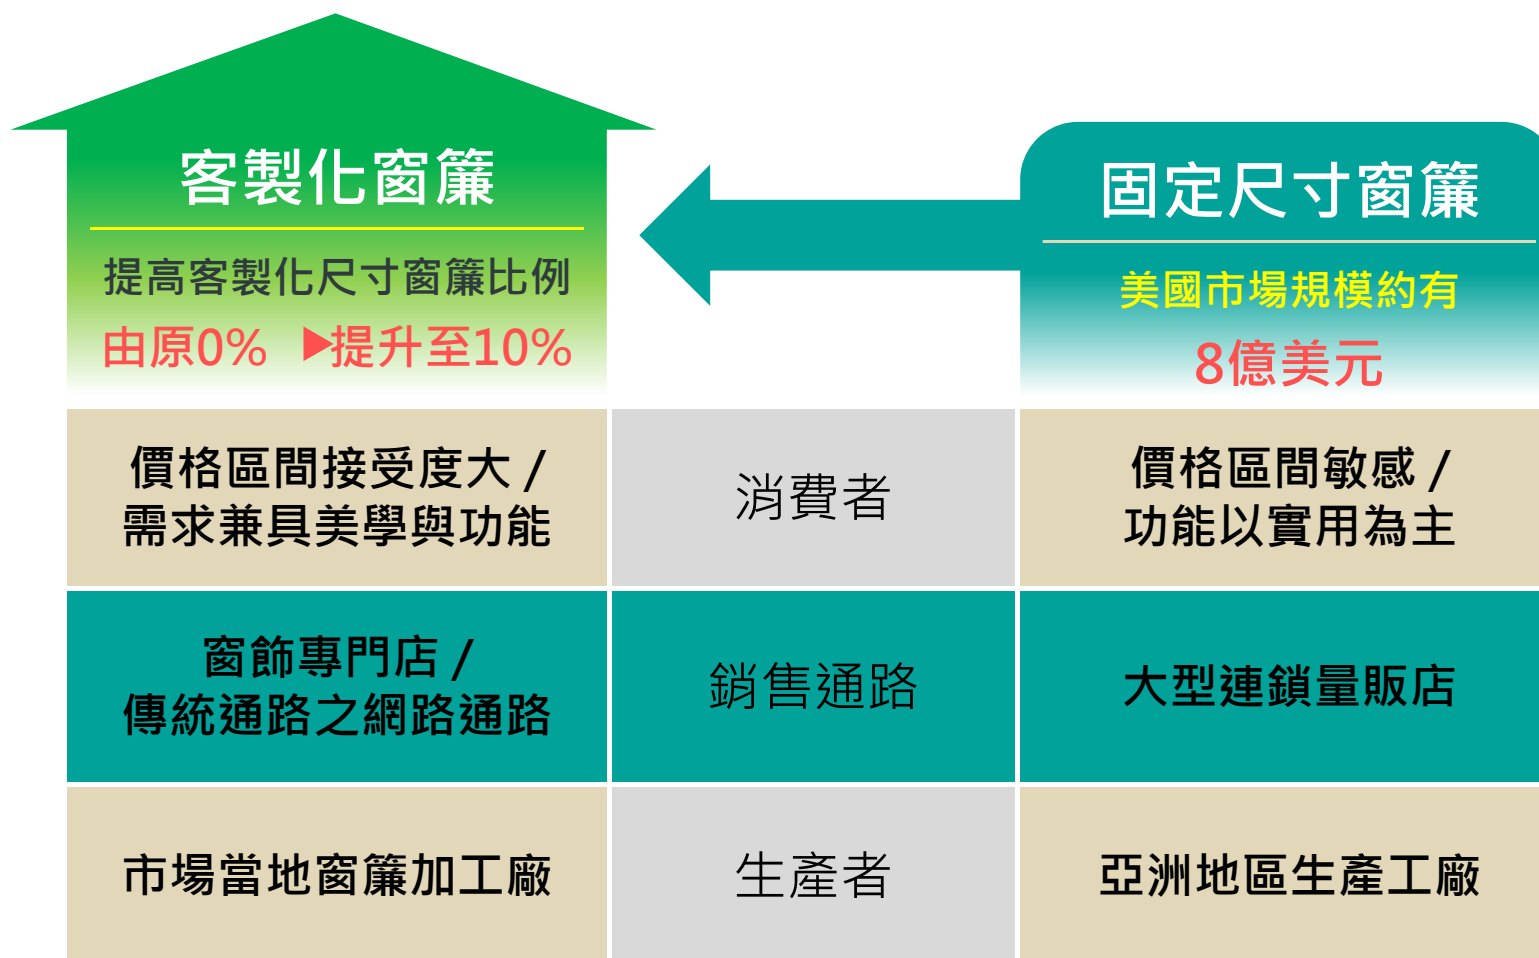 客製化窗簾
提高客製化尺寸窗簾比例
由原0% ▶提升至10%
固定尺寸窗簾
美國市場規模約有
8億美元
價格區間接受度大 /
需求兼具美學與功能
消費者
價格區間敏感 /
功能以實用為主
窗飾專門店 /
傳統通路之網路通路
銷售通路
大型連鎖量販店
市場當地窗簾加工廠
生產者
亞洲地區生產工廠